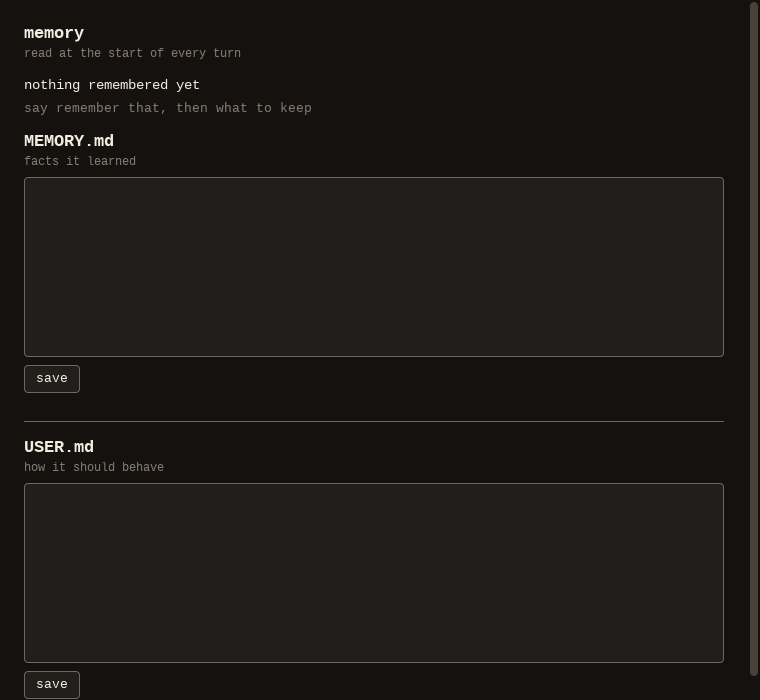 memory
read at the start of every turn
nothing remembered yet
say remember that, then what to keep
MEMORY.md
facts it learned
save
USER.md
how it should behave
save